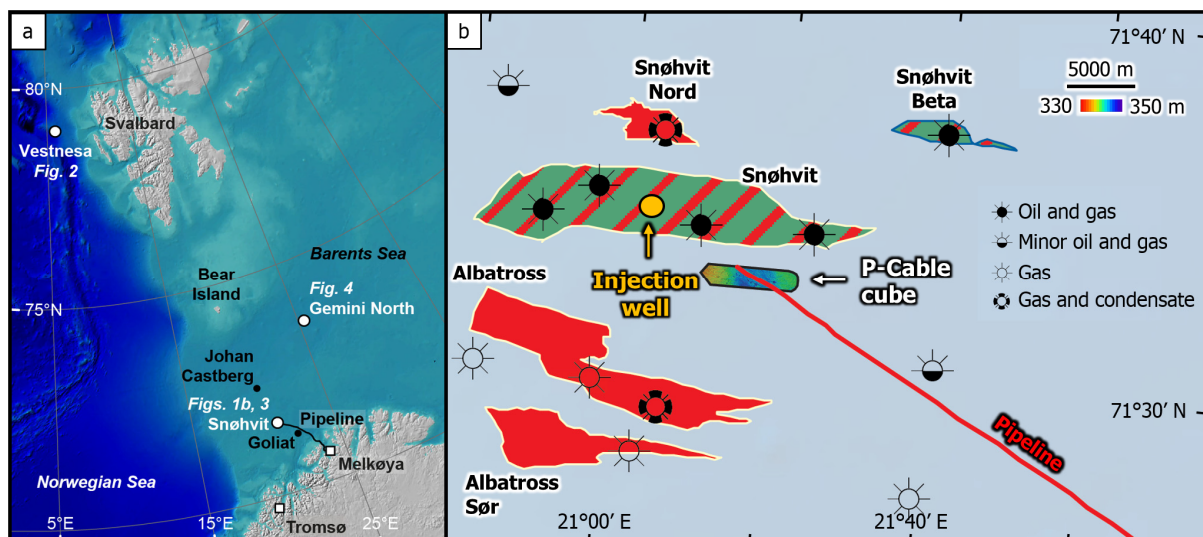 a
80°N
Svalbard
Vestnesa
Fig. 2
Barents Sea
Bear
Island
Fig. 4
Gemini North
75°N
Johan
Castberg
Figs. 1b, 3
Snøhvit
Pipeline
Goliat
Melkøya
Norwegian Sea
Tromsø
5°E
15°E
25°E
b
71°40′ N
Snøhvit
Nord
Snøhvit
Beta
5000 m
330
350 m
Snøhvit
Oil and gas
Minor oil and gas
Gas
Gas and condensate
Albatross
Injection
well
P-Cable
cube
71°30′ N
Pipeline
Albatross
Sør
21°00′ E
21°40′ E